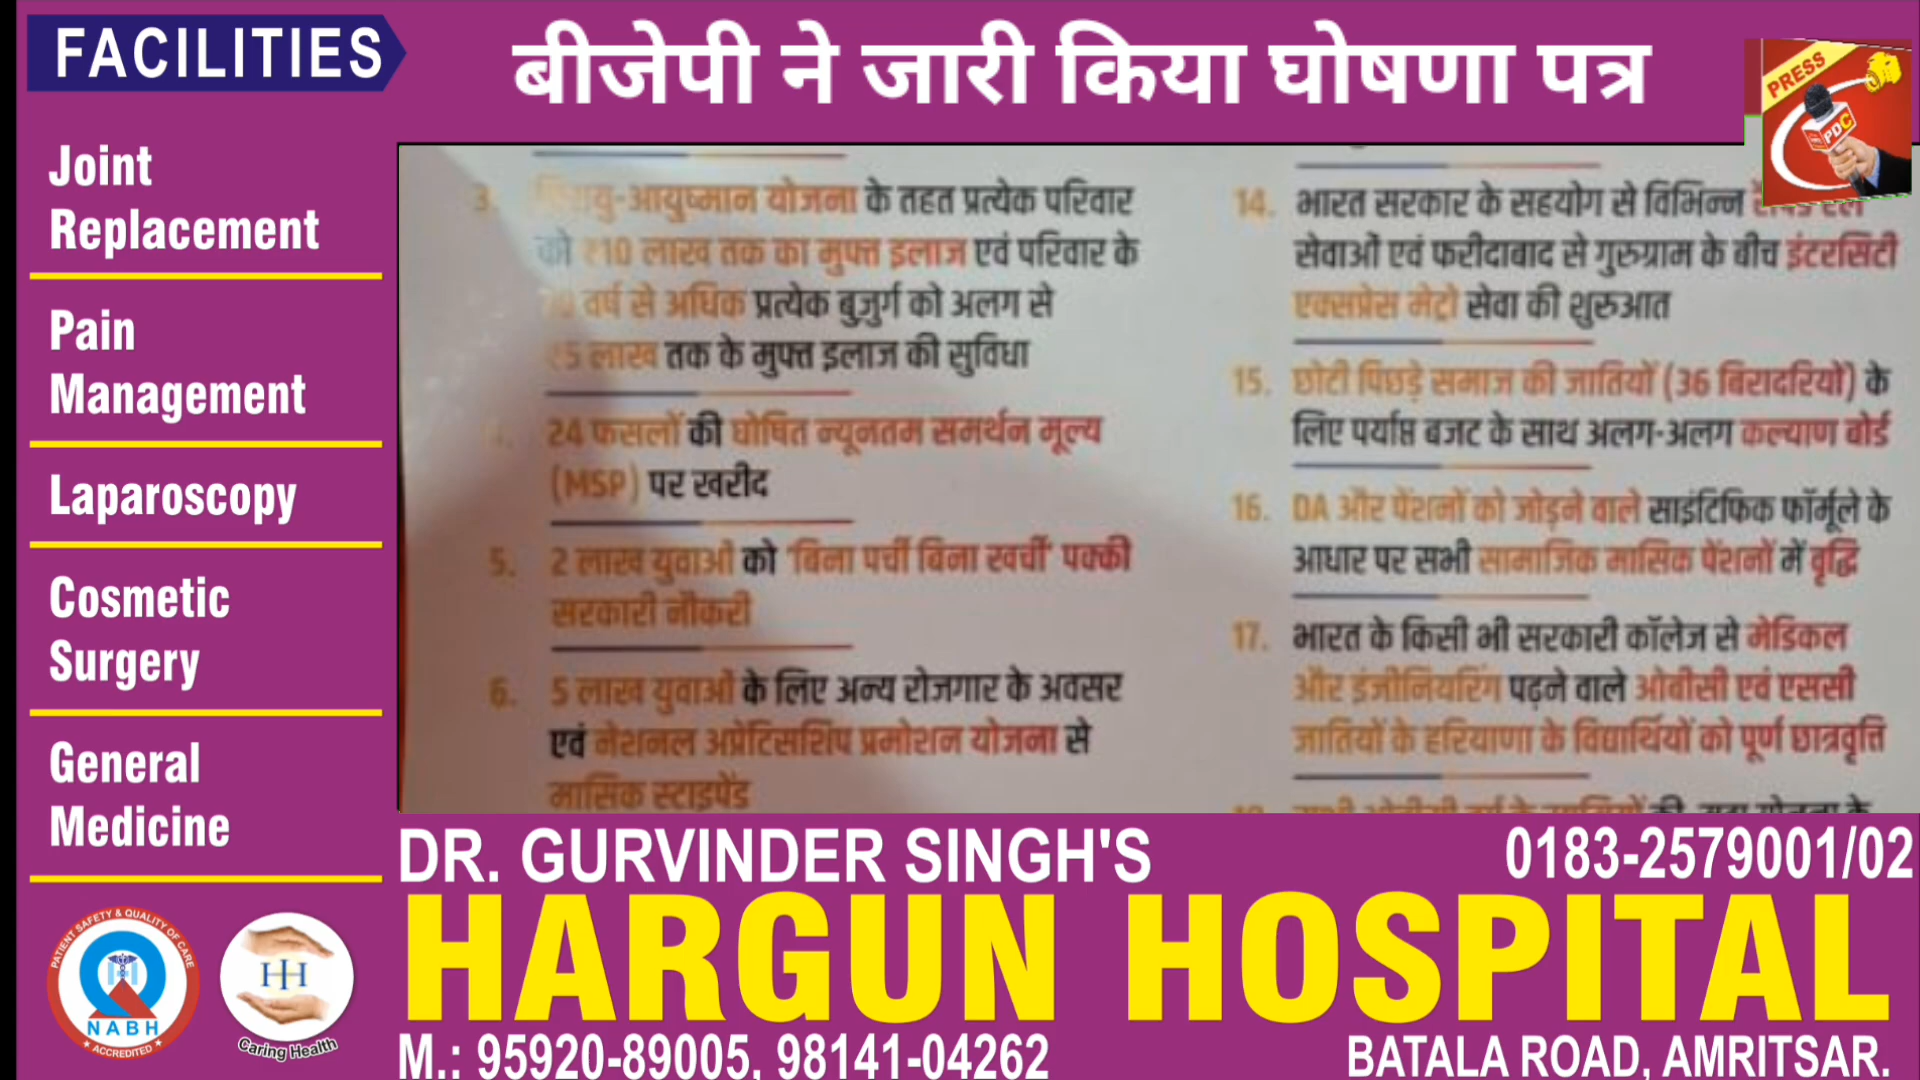 FACILITIES
Joint
Replacement
Pain
Management
Laparoscopy
Cosmetic
Surgery
General
Medicine
PATIENT SAFETY & QUALITY OF CARE
NABH
ACCREDITED
Caring Health
बीजेपी ने जारी किया घोषणा पत्र
PRESS
PDC
3. चिरायु-आयुष्मान योजना के तहत प्रत्येक परिवार
को ₹10 लाख तक का मुफ्त इलाज एवं परिवार के
70 वर्ष से अधिक प्रत्येक बुजुर्ग को अलग से
₹5 लाख तक के मुफ्त इलाज की सुविधा
4. 24 फसलों की घोषित न्यूनतम समर्थन मूल्य
(MSP) पर खरीद
5. 2 लाख युवाओं को 'बिना पर्ची बिना खर्ची' पक्की
सरकारी नौकरी
6. 5 लाख युवाओं के लिए अन्य रोजगार के अवसर
एवं नेशनल अप्रेंटिसशिप प्रमोशन योजना से
मासिक स्टाइपेंड
14. भारत सरकार के सहयोग से विभिन्न रैपिड रेल
सेवाओं एवं फरीदाबाद से गुरुग्राम के बीच इंटरसिटी
एक्सप्रेस मेट्रो सेवा की शुरुआत
15. छोटी पिछड़े समाज की जातियों (36 बिरादरियों) के
लिए पर्याप्त बजट के साथ अलग-अलग कल्याण बोर्ड
16. DA और पेंशनों को जोड़ने वाले साइंटिफिक फॉर्मूले के
आधार पर सभी सामाजिक मासिक पेंशनों में वृद्धि
17. भारत के किसी भी सरकारी कॉलेज से मेडिकल
और इंजीनियरिंग पढ़ने वाले ओबीसी एवं एससी
जातियों के हरियाणा के विद्यार्थियों को पूर्ण छात्रवृत्ति
DR. GURVINDER SINGH'S
0183-2579001/02
HARGUN HOSPITAL
M.: 95920-89005, 98141-04262
BATALA ROAD, AMRITSAR.